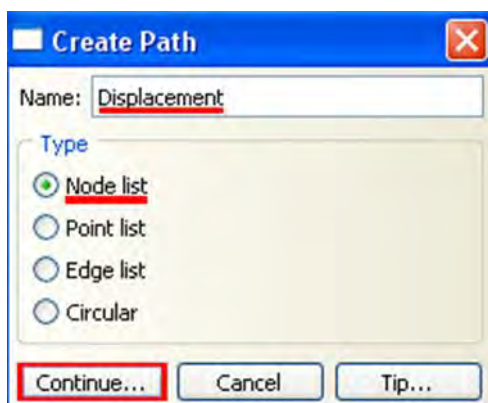 Create Path
Name: Displacement
Type
Node list
Point list
Edge list
Circular
Continue... Cancel Tip...